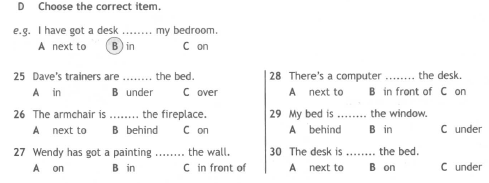 D Choose the correct item.
e.g. I have got a desk ........ my bedroom.
A next to B in C on
25 Dave's trainers are ........ the bed.
A in B under C over
26 The armchair is ........ the fireplace.
A next to B behind C on
27 Wendy has got a painting ........ the wall.
A on B in C in front of
28 There's a computer ........ the desk.
A next to B in front of C on
29 My bed is ........ the window.
A behind B in C under
30 The desk is ........ the bed.
A next to B on C under